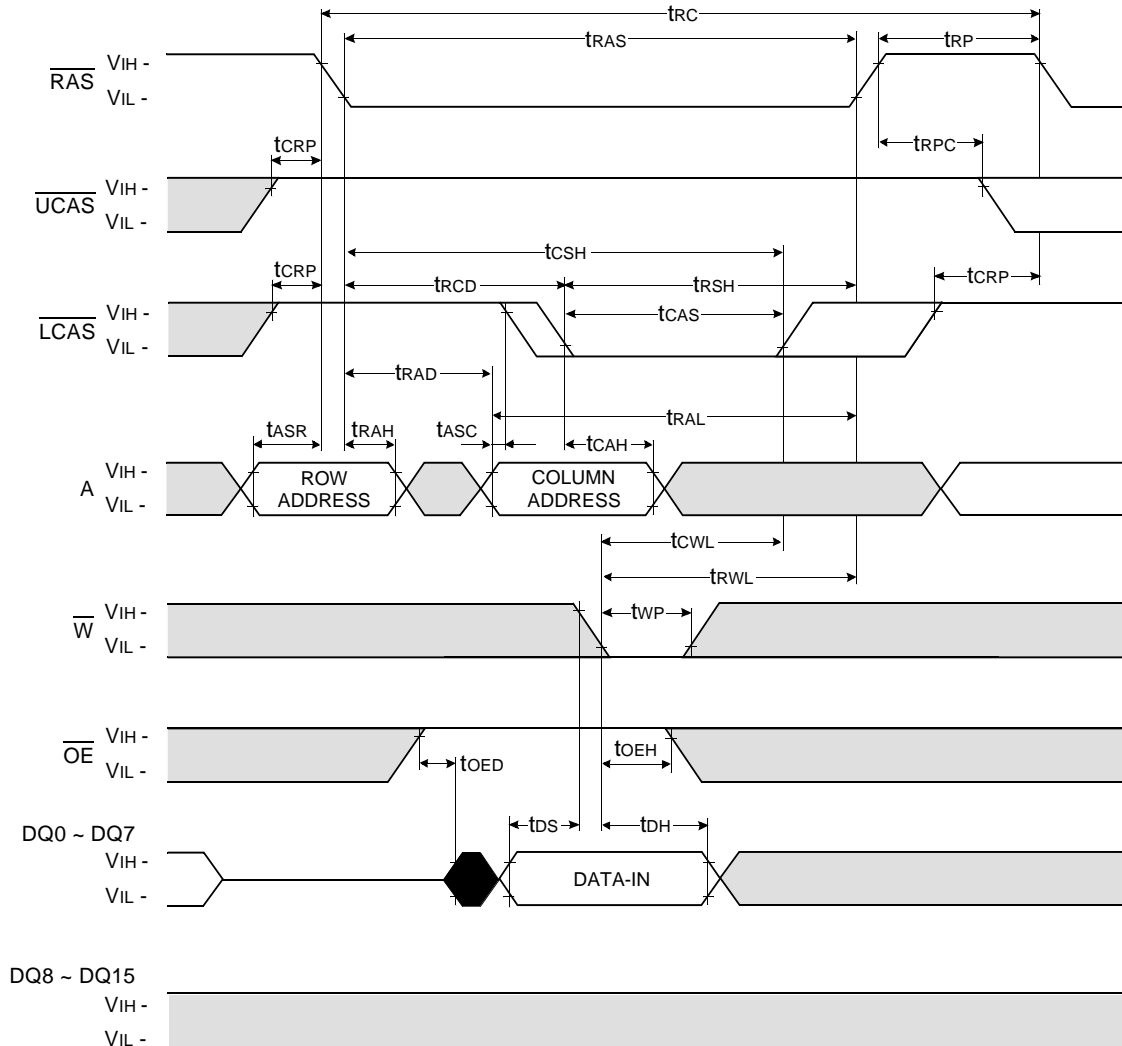 tRC
tRAS tRP
VIH -
RAS
VIL -
tCRP tRPC
VIH -
UCAS
VIL -
tCSH
tCRP tRCD tRSH tCRP
VIH -
tCAS
LCAS
VIL -
tRAD
tRAL
tASR tRAH tASC tCAH
VIH -
A
VIL -
ROW
ADDRESS
COLUMN
ADDRESS
tCWL
tRWL
VIH -
W
VIL -
tWP
VIH -
OE
VIL -
tOED
tOEH
tDS tDH
DQ0 ~ DQ7
VIH -
DATA-IN
VIL -
DQ8 ~ DQ15
VIH -
VIL -